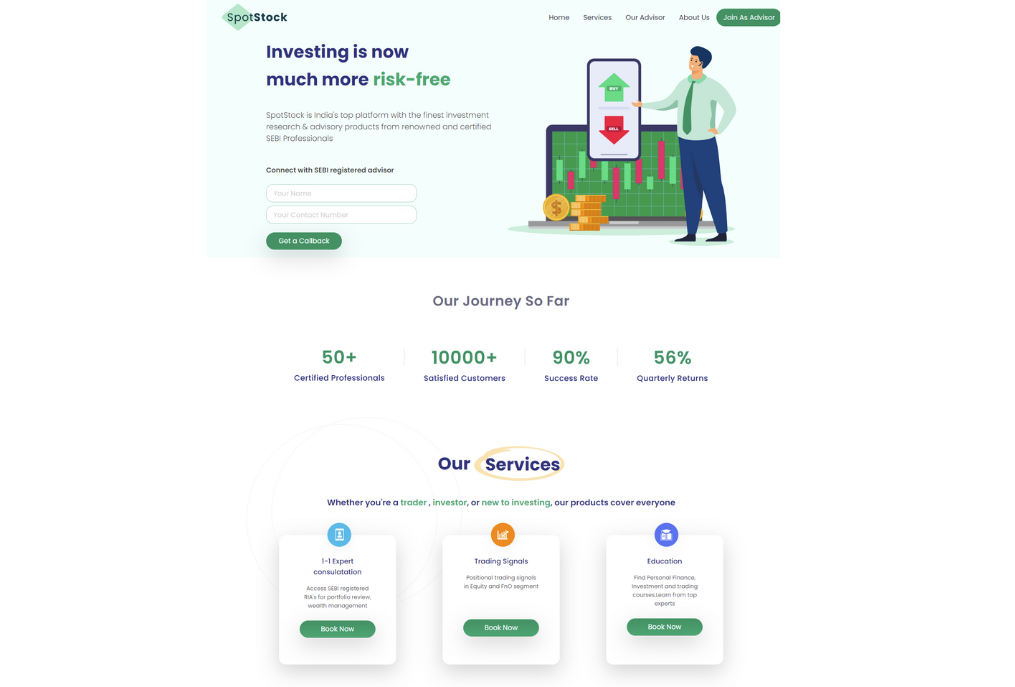 SpotStock
Home Services Our Advisor About Us Join As Advisor
Investing is now
much more risk-free
SpotStock is India's top platform with the finest investment
research & advisory products from renowned and certified
SEBI Professionals
Connect with SEBI registered advisor
Your Name
Your Contact Number
Get a Callback
BUY
SELL
$
Our Journey So Far
50+
Certified Professionals
10000+
Satisfied Customers
90%
Success Rate
56%
Quarterly Returns
Our Services
Whether you're a trader , investor, or new to investing, our products cover everyone
1-1 Expert
consulatation
Access SEBI registered
RIA's for portfolio review,
wealth management
Book Now
Trading Signals
Positional trading signals
in Equity and FnO segment
Book Now
Education
Find Personal Finance,
Investment and trading
courses.Learn from top
experts
Book Now